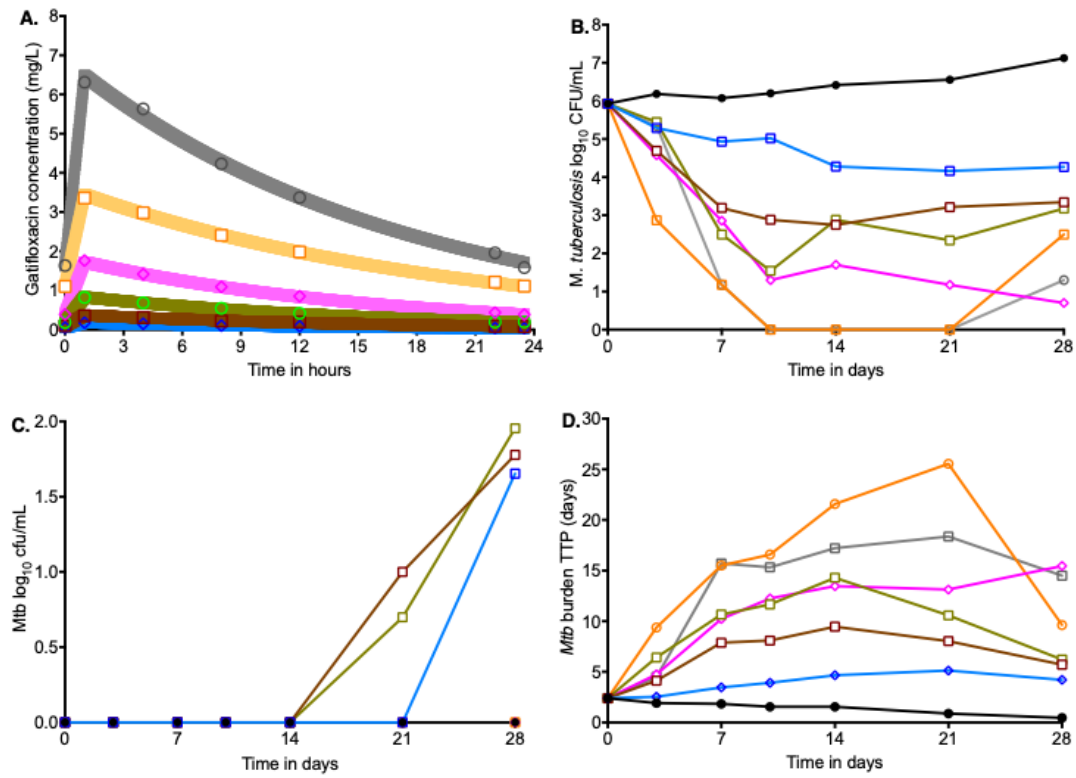 A.
Gatifloxacin concentration (mg/L)
8
7
6
5
4
3
2
1
0
0 3 6 9 12 15 18 21 24
Time in hours
B.
M. tuberculosis log10 CFU/mL
8
7
6
5
4
3
2
1
0
0 7 14 21 28
Time in days
C.
Mtb log10 cfu/mL
2.0
1.5
1.0
0.5
0.0
0 7 14 21 28
Time in days
D.
Mtb burden TTP (days)
30
25
20
15
10
5
0
0 7 14 21 28
Time in days